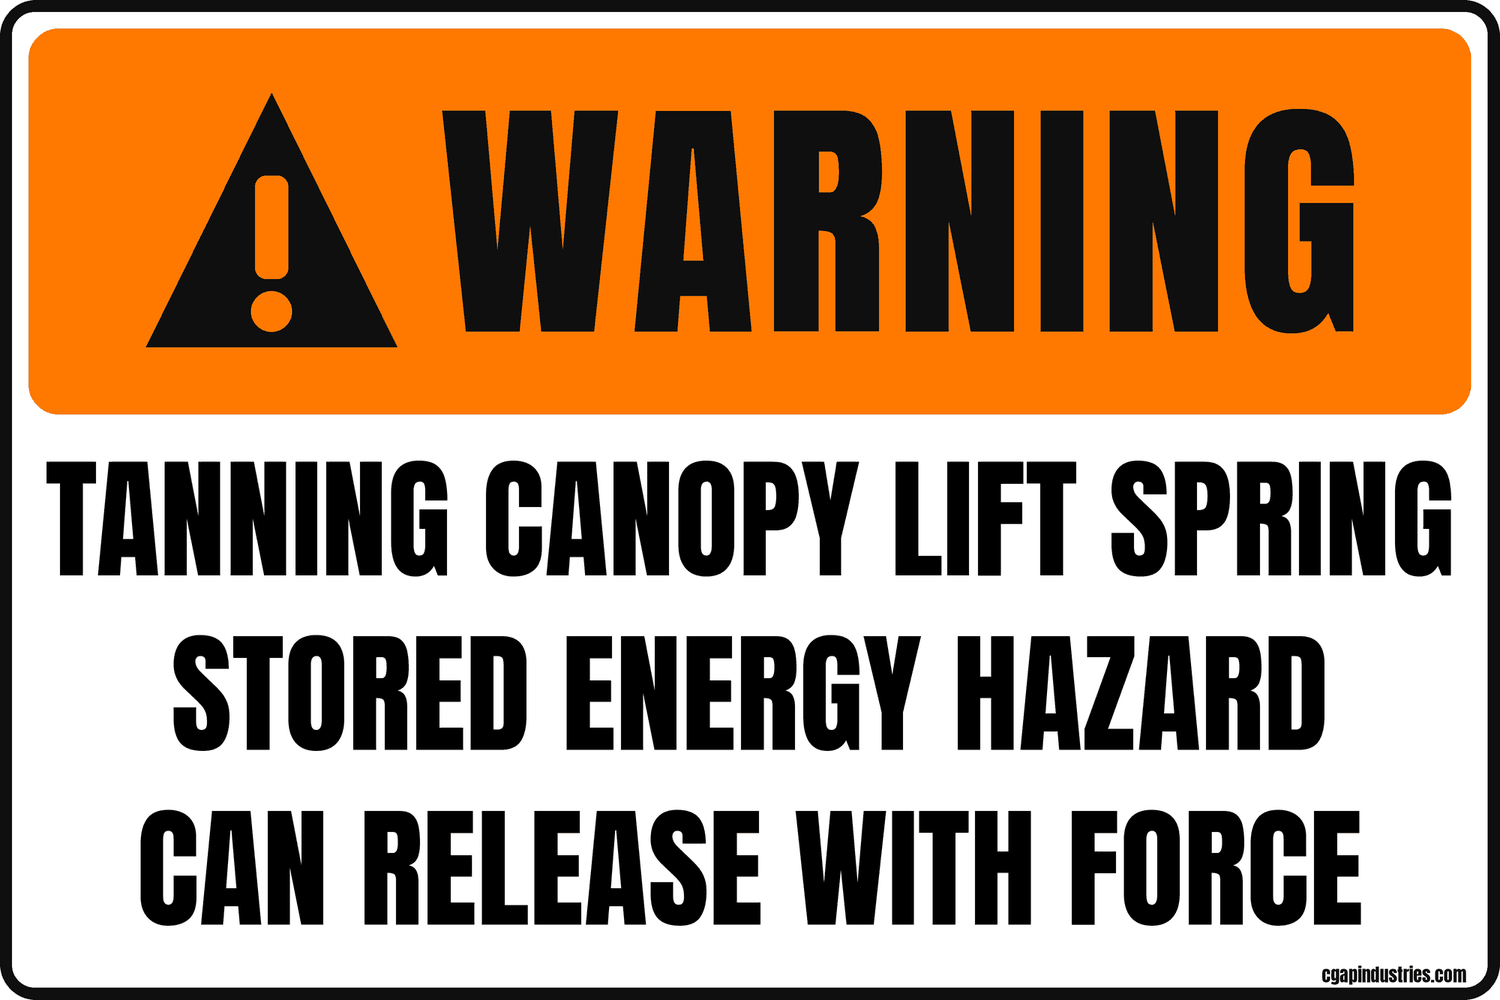 WARNING
TANNING CANOPY LIFT SPRING
STORED ENERGY HAZARD
CAN RELEASE WITH FORCE
cgapindustries.com